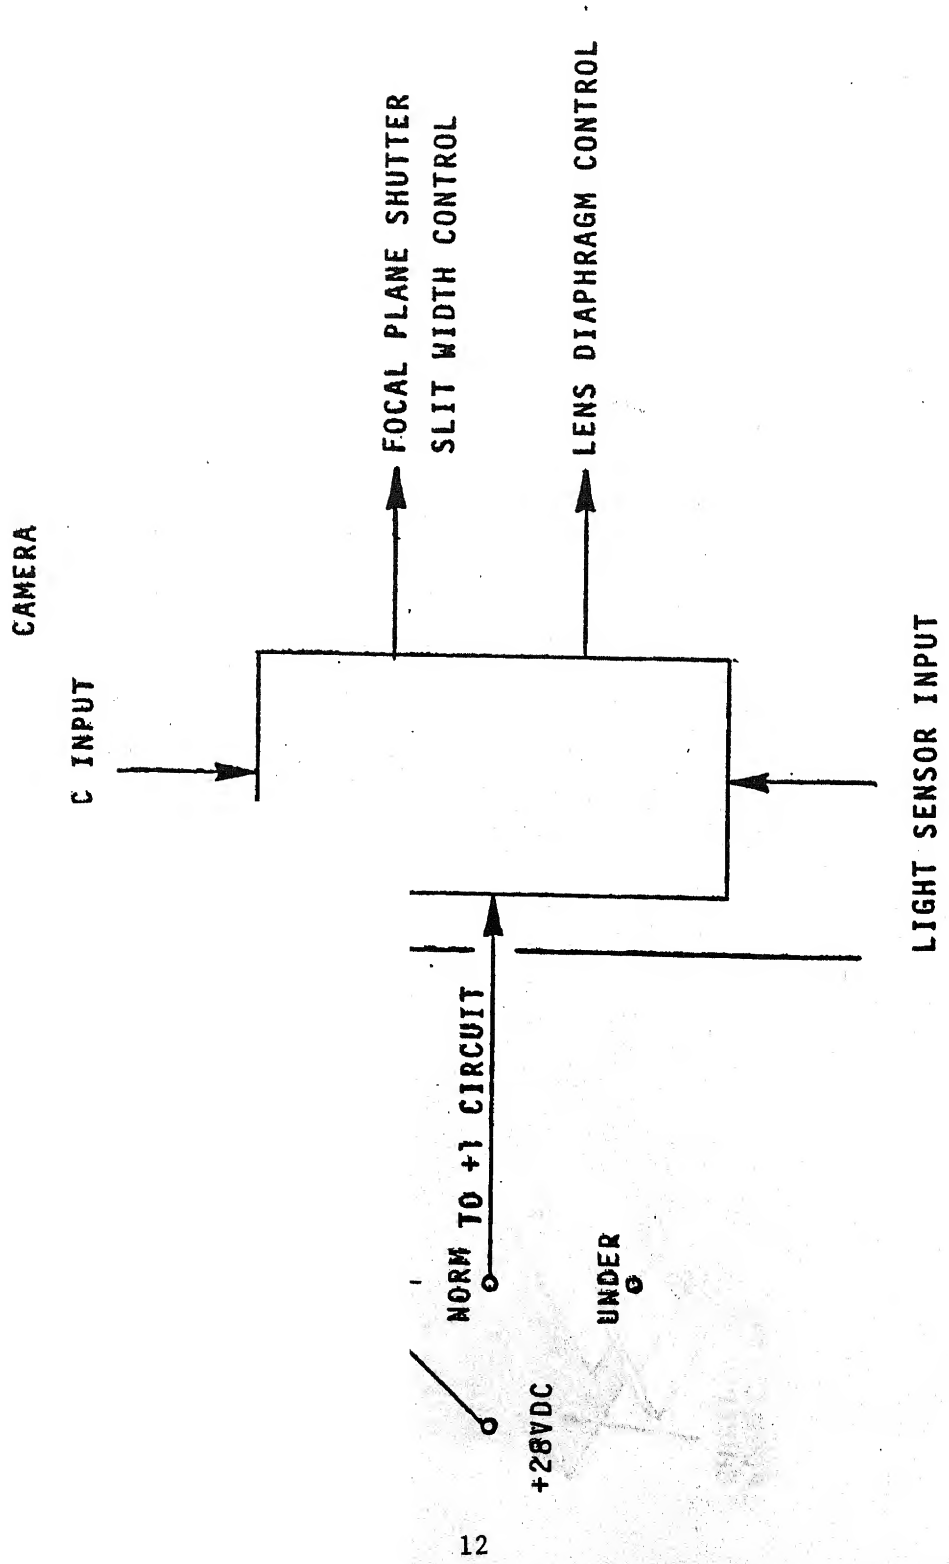 CAMERA
C INPUT
FOCAL PLANE SHUTTER
SLIT WIDTH CONTROL
LENS DIAPHRAGM CONTROL
LIGHT SENSOR INPUT
NORM TO +1 CIRCUIT
UNDER
+28VDC
12